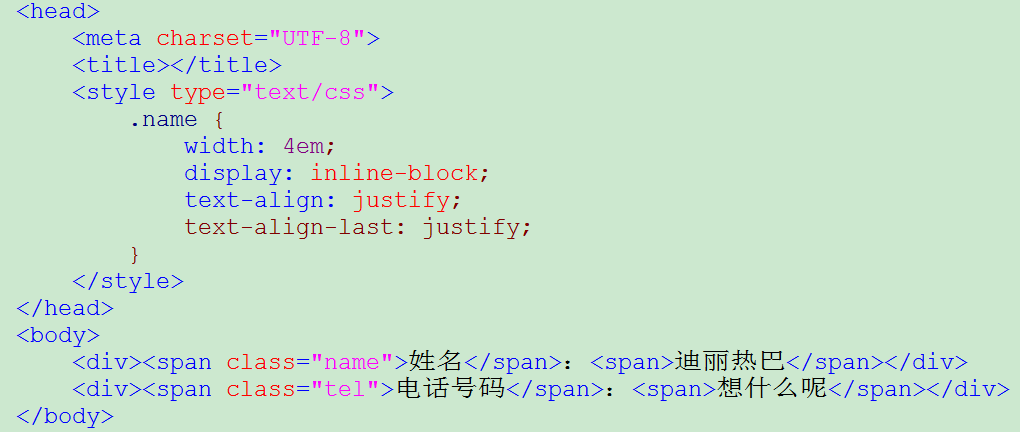 <head>
    <meta charset="UTF-8">
    <title></title>
    <style type="text/css">
        .name {
            width: 4em;
            display: inline-block;
            text-align: justify;
            text-align-last: justify;
        }
    </style>
</head>
<body>
    <div><span class="name">姓名</span>：<span>迪丽热巴</span></div>
    <div><span class="tel">电话号码</span>：<span>想什么呢</span></div>
</body>